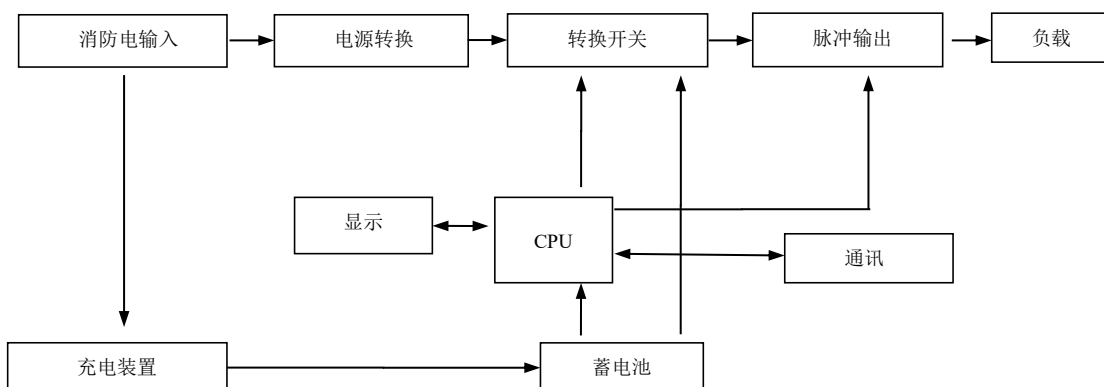 消防电输入
电源转换
转换开关
脉冲输出
负载
显示
CPU
通讯
充电装置
蓄电池